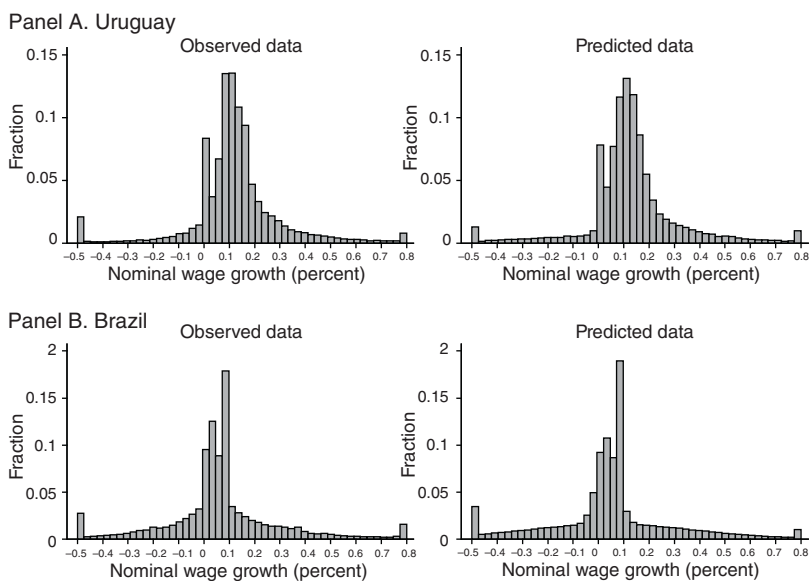 Panel A. Uruguay
Observed data
0.15
0.1
0.05
0
Fraction
−0.5 −0.4 −0.3 −0.2 −0.1 0 0.1 0.2 0.3 0.4 0.5 0.6 0.7 0.8
Nominal wage growth (percent)
Predicted data
0.15
0.1
0.05
0
Fraction
−0.5 −0.4 −0.3 −0.2 −0.1 0 0.1 0.2 0.3 0.4 0.5 0.6 0.7 0.8
Nominal wage growth (percent)
Panel B. Brazil
Observed data
2
0.15
0.1
0.05
0
Fraction
−0.5 −0.4 −0.3 −0.2 −0.1 0 0.1 0.2 0.3 0.4 0.5 0.6 0.7 0.8
Nominal wage growth (percent)
Predicted data
2
0.15
0.1
0.05
0
Fraction
−0.5 −0.4 −0.3 −0.2 −0.1 0 0.1 0.2 0.3 0.4 0.5 0.6 0.7 0.8
Nominal wage growth (percent)